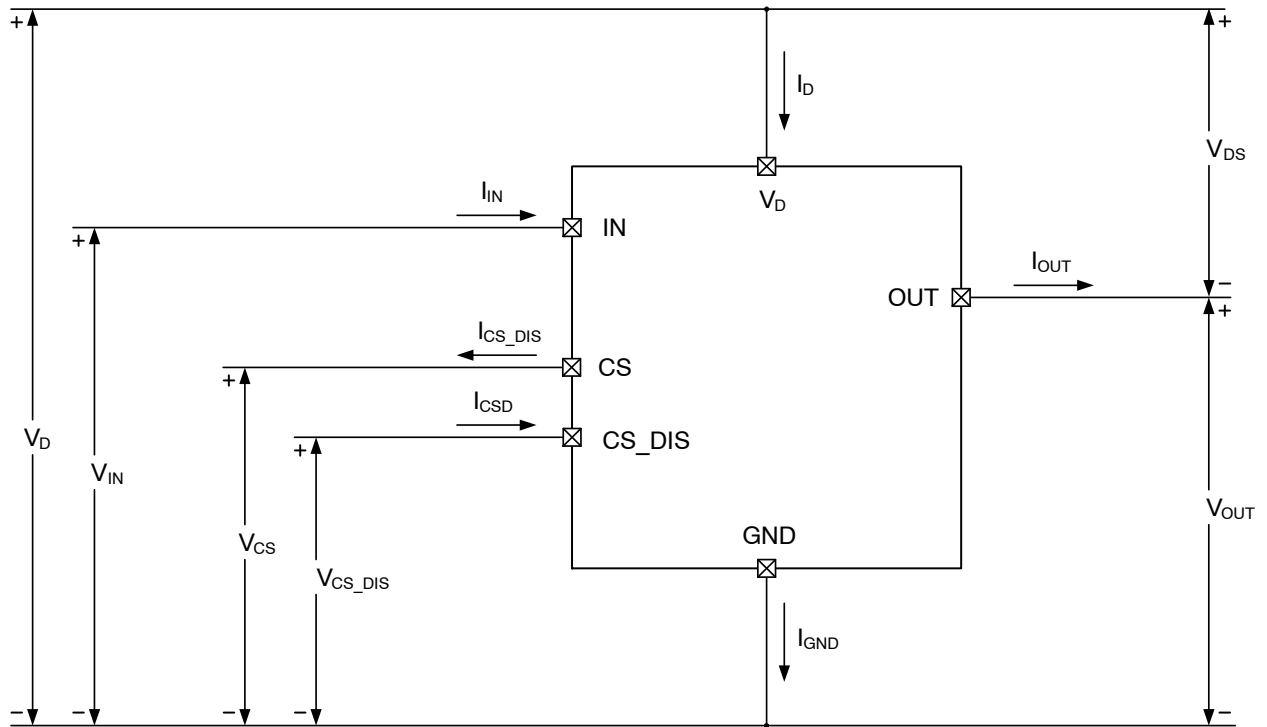 +
+
I_D
V_DS
V_D
I_IN
+
IN
I_OUT
OUT
−
+
I_CS_DIS
CS
+
I_CSD
CS_DIS
+
V_D
V_IN
V_OUT
GND
V_CS
V_CS_DIS
I_GND
−
−
−
−
−